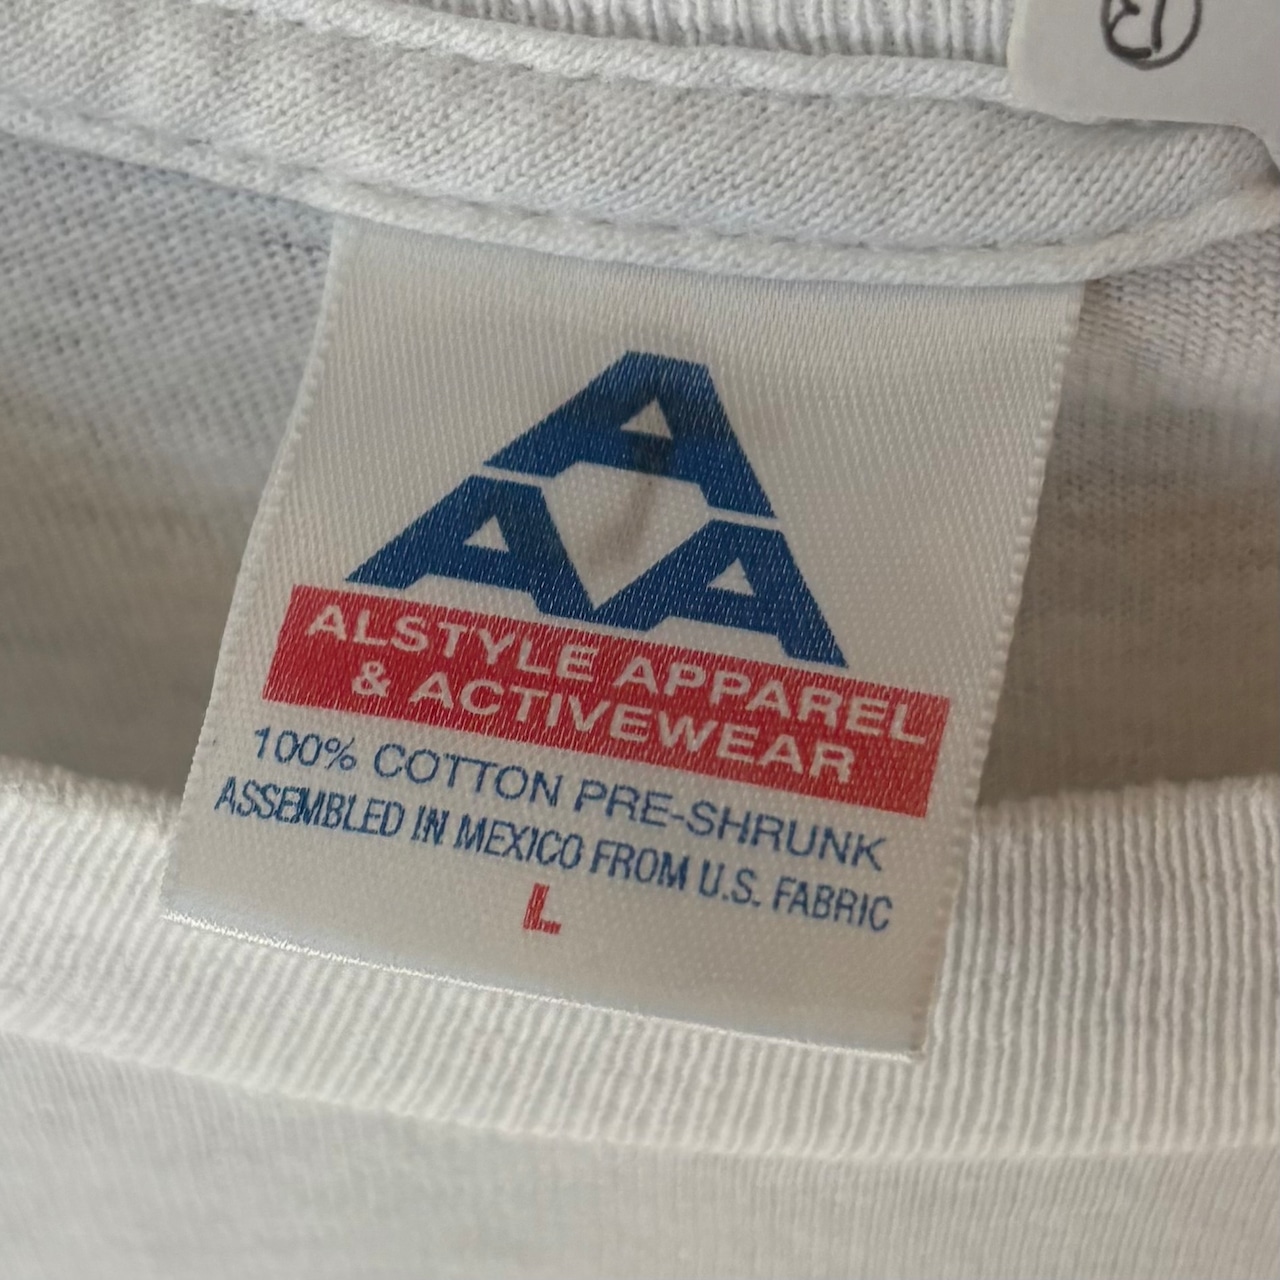 A
A A
ALSTYLE APPAREL
& ACTIVEWEAR
100% COTTON PRE-SHRUNK
ASSEMBLED IN MEXICO FROM U.S. FABRIC
L